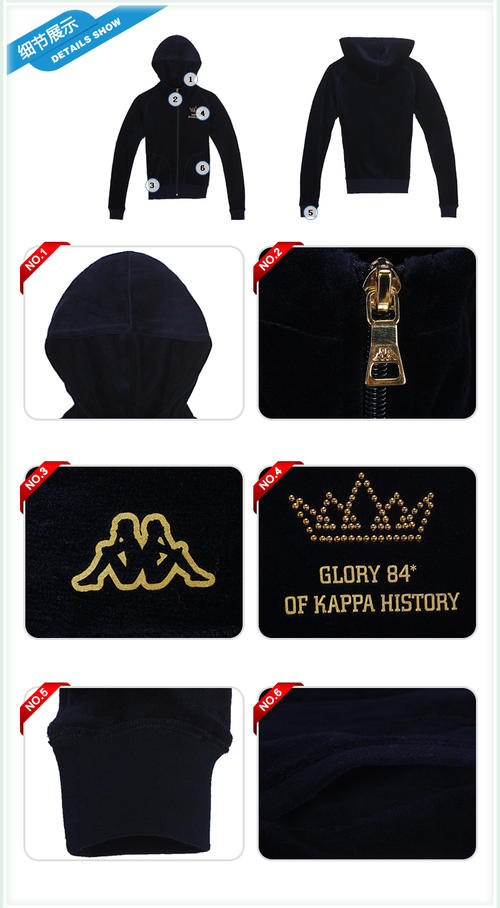 细节展示
DETAILS SHOW
1
2
4
3
6
5
NO.1
NO.2
NO.3
NO.4
GLORY 84*
OF KAPPA HISTORY
NO.5
NO.6